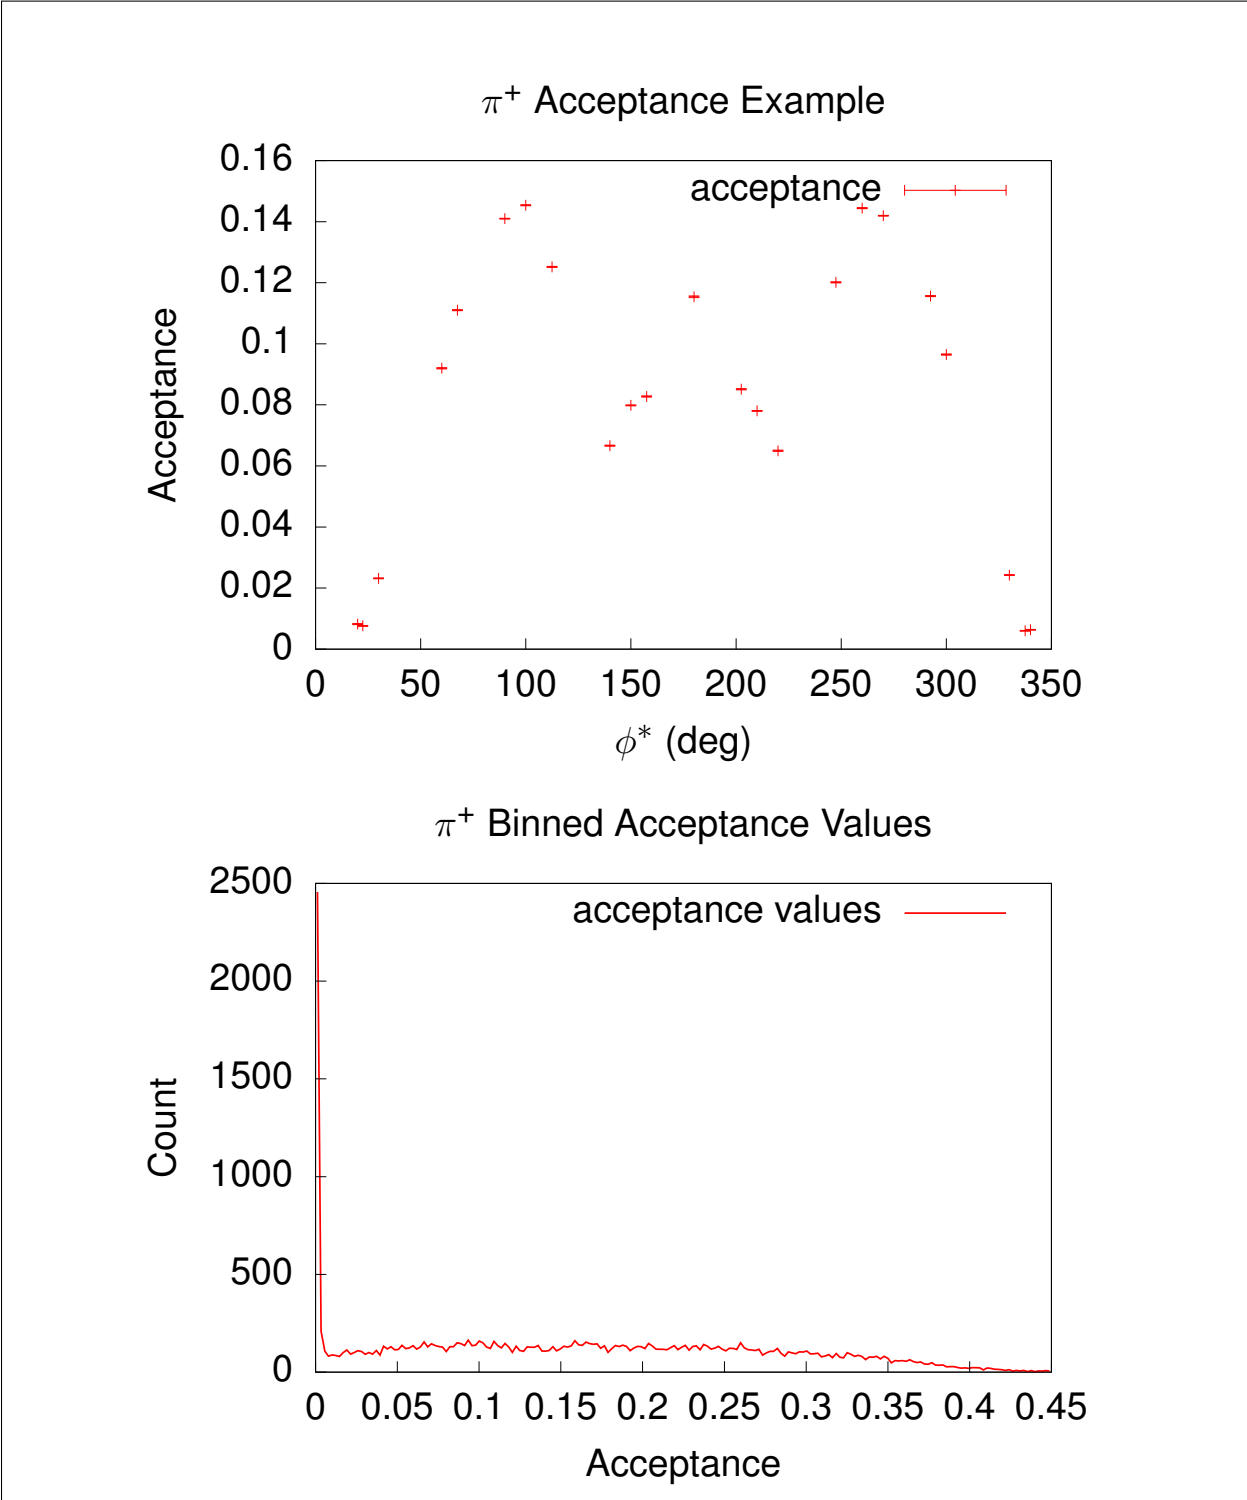 π⁺ Acceptance Example
0.16
acceptance
0.14
0.12
0.1
0.08
0.06
0.04
0.02
0
Acceptance
0 50 100 150 200 250 300 350
ϕ* (deg)
π⁺ Binned Acceptance Values
2500
acceptance values
2000
1500
1000
500
0
Count
0 0.05 0.1 0.15 0.2 0.25 0.3 0.35 0.4 0.45
Acceptance